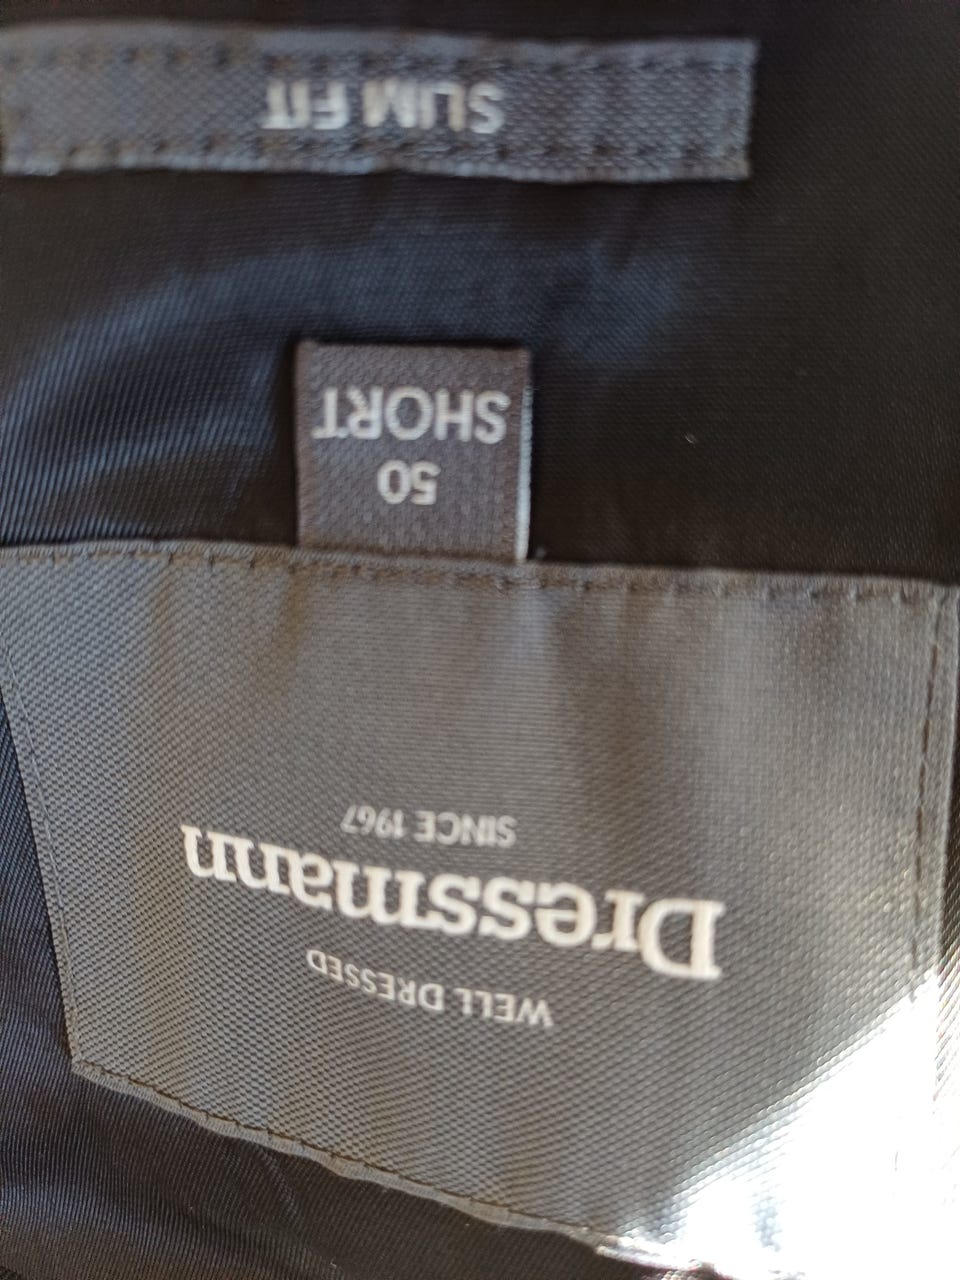 WELL DRESSED
Dressmann
SINCE 1967
50
SHORT
SLIM FIT